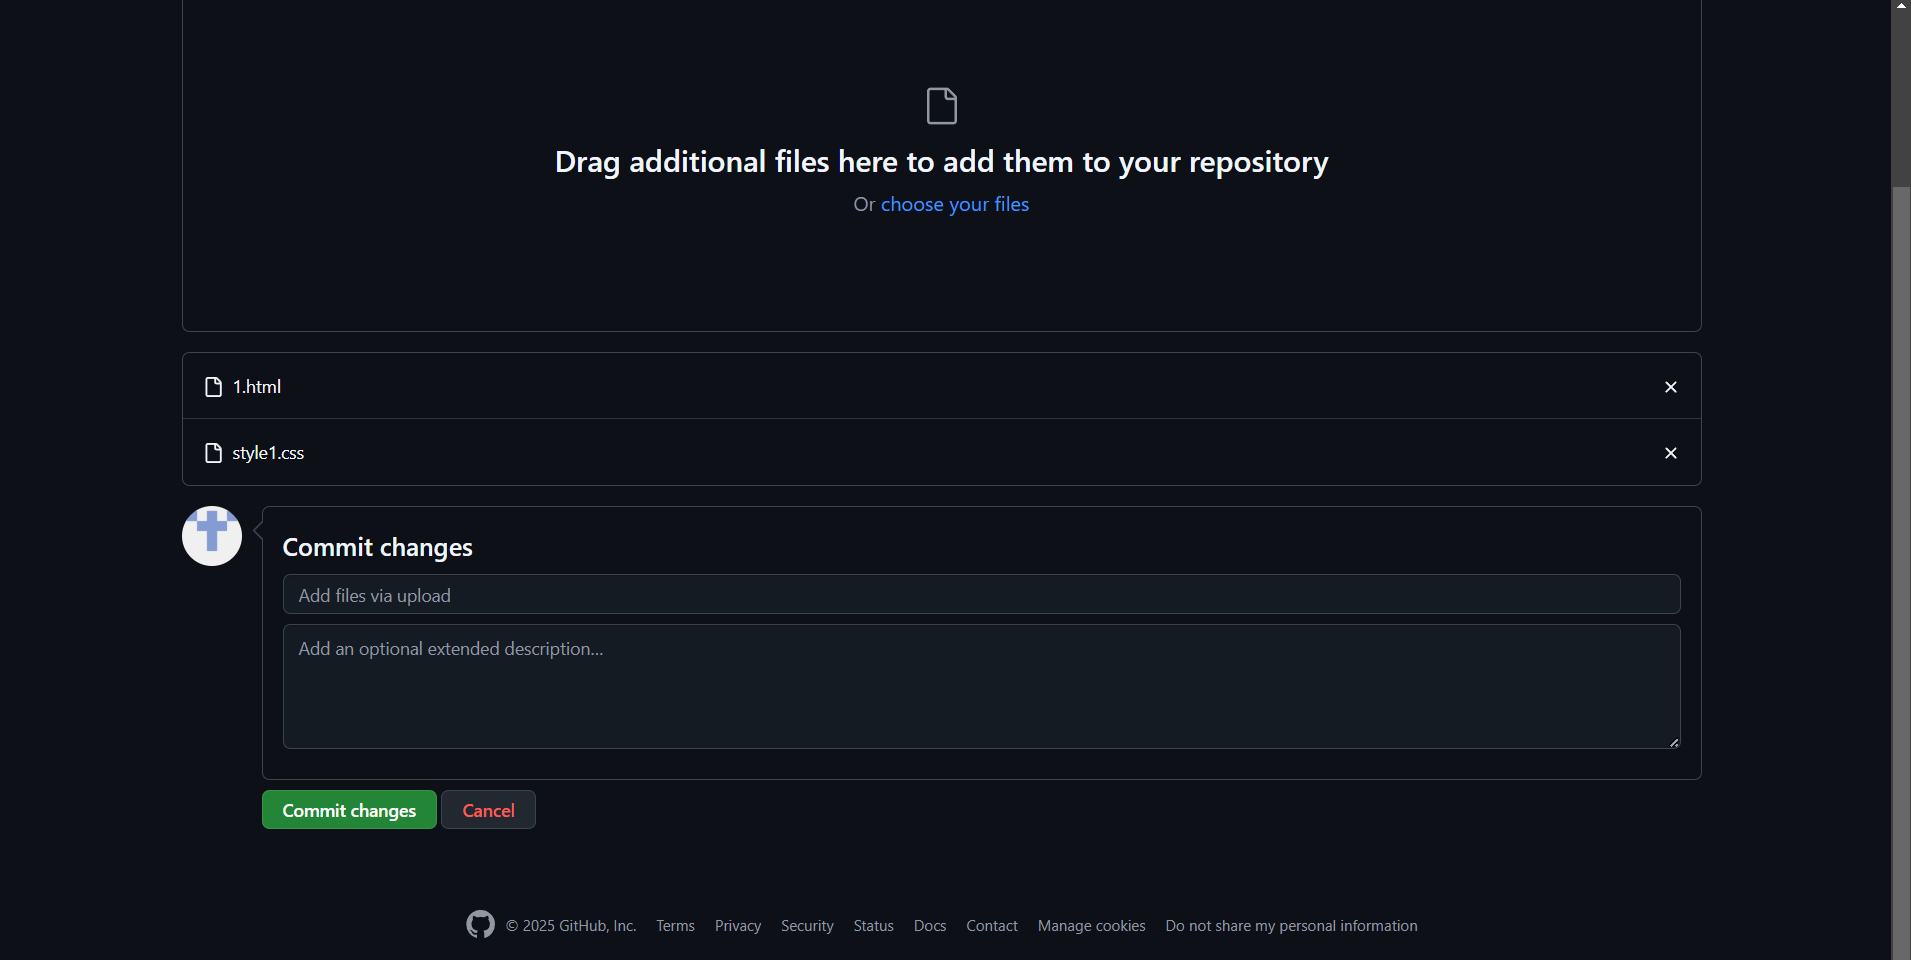 Drag additional files here to add them to your repository
Or choose your files
1.html
style1.css
Commit changes
Add files via upload
Add an optional extended description...
Commit changes Cancel
© 2025 GitHub, Inc. Terms Privacy Security Status Docs Contact Manage cookies Do not share my personal information